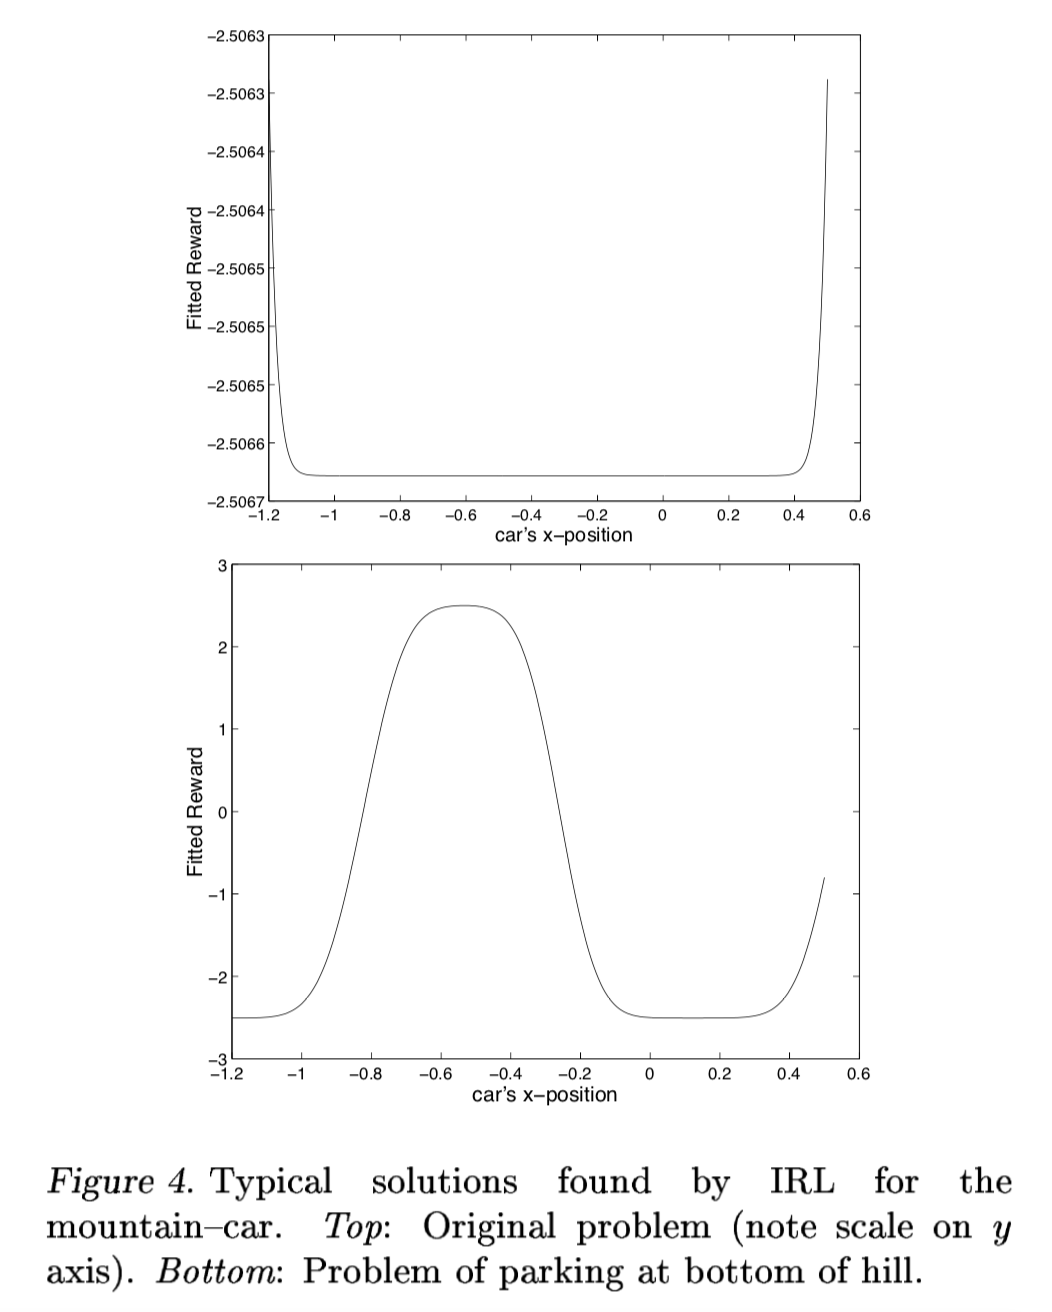 −2.5063
−2.5063
−2.5064
−2.5064
−2.5065
−2.5065
−2.5065
−2.5066
−2.5067
Fitted Reward
−1.2 −1 −0.8 −0.6 −0.4 −0.2 0 0.2 0.4 0.6
car's x−position
3
2
1
0
−1
−2
−3
Fitted Reward
−1.2 −1 −0.8 −0.6 −0.4 −0.2 0 0.2 0.4 0.6
car's x−position
Figure 4. Typical solutions found by IRL for the
mountain–car. Top: Original problem (note scale on y
axis). Bottom: Problem of parking at bottom of hill.